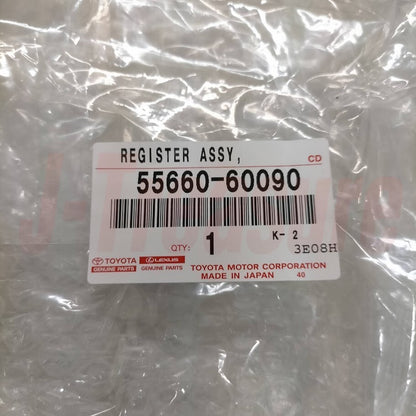 REGISTER ASSY,
CD
55660-60090
K- 2
QTY: 1
3E08H
TOYOTA
GENUINE PARTS
LEXUS
GENUINE PARTS
TOYOTA MOTOR CORPORATION
MADE IN JAPAN 40